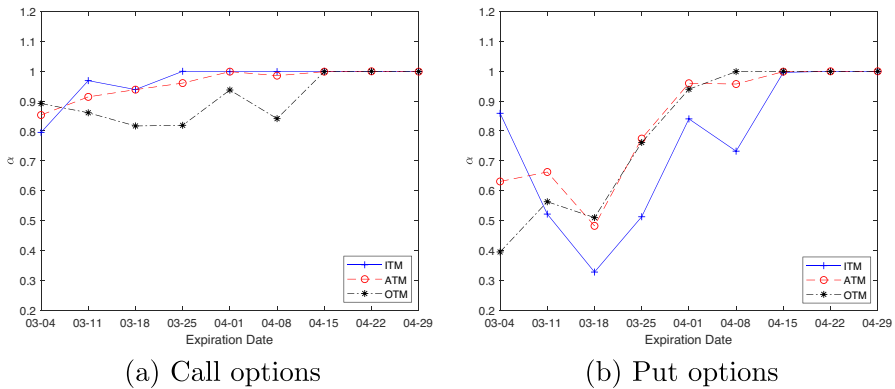 1.2
1.1
1
0.9
0.8
0.7
0.6
0.5
0.4
0.3
0.2
α
03-04 03-11 03-18 03-25 04-01 04-08 04-15 04-22 04-29
Expiration Date
ITM
ATM
OTM
(a) Call options
1.2
1.1
1
0.9
0.8
0.7
0.6
0.5
0.4
0.3
0.2
α
03-04 03-11 03-18 03-25 04-01 04-08 04-15 04-22 04-29
Expiration Date
ITM
ATM
OTM
(b) Put options